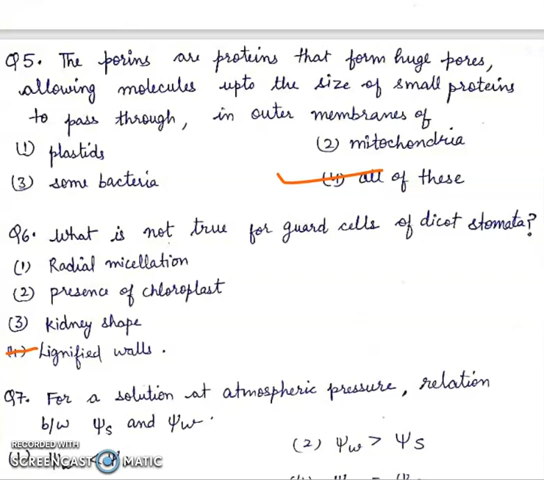 Q5. The porins are proteins that form huge pores,
allowing molecules upto the size of small proteins
to pass through, in outer membranes of
(1) plastids (2) mitochondria
(3) some bacteria (4) all of these
Q6. What is not true for guard cells of dicot stomata?
(1) Radial micellation
(2) presence of chloroplast
(3) kidney shape
(4) Lignified walls.
Q7. For a solution at atmospheric pressure, relation
b/w Ψs and Ψw.
(2) Ψw > Ψs
RECORDED WITH
SCREENCAST MATIC